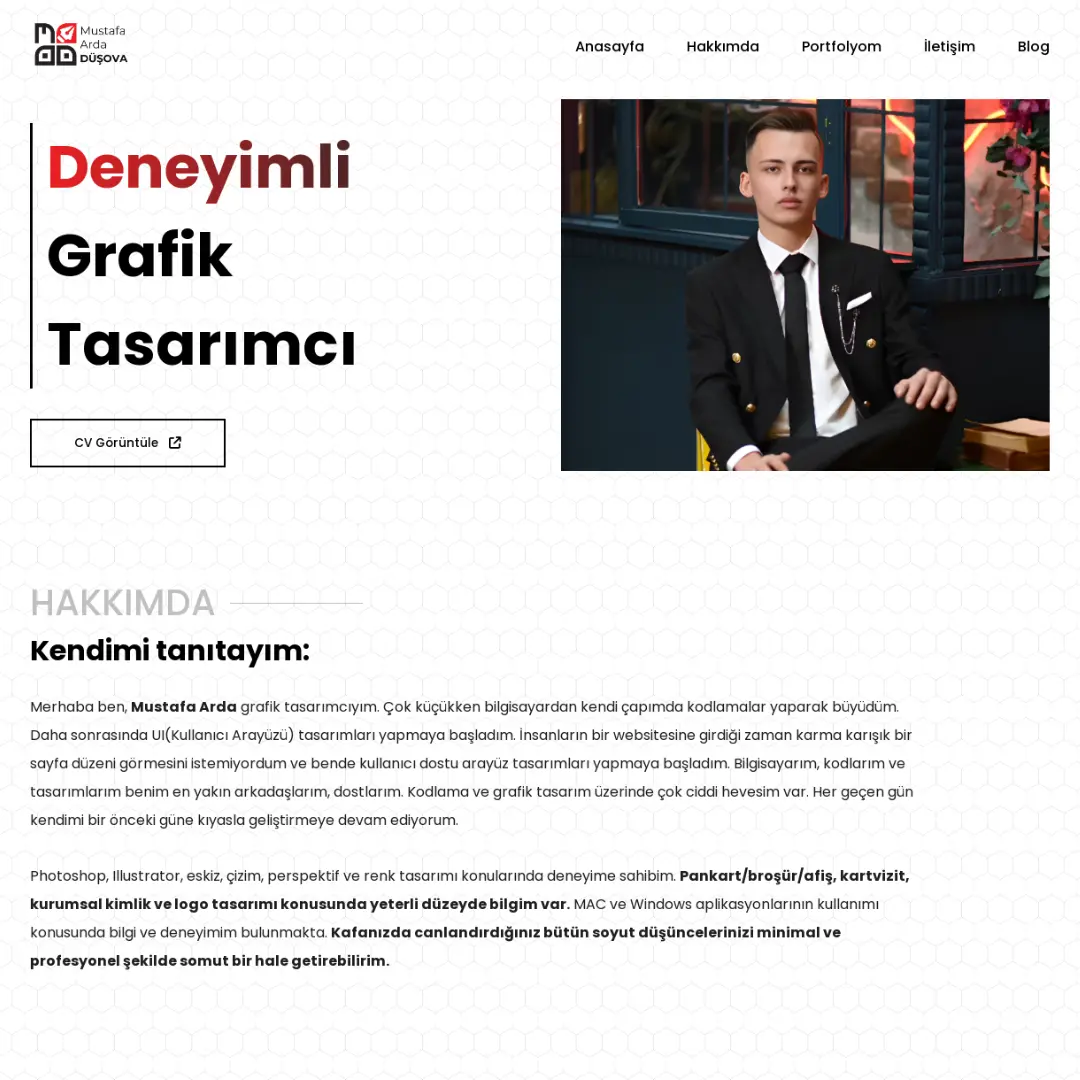 Mustafa
Arda
DÜŞOVA
Anasayfa
Hakkımda
Portfolyom
İletişim
Blog
Deneyimli
Grafik
Tasarımcı
CV Görüntüle
HAKKIMDA
Kendimi tanıtayım:
Merhaba ben, Mustafa Arda grafik tasarımcıyım. Çok küçükken bilgisayardan kendi çapımda kodlamalar yaparak büyüdüm.
Daha sonrasında UI(Kullanıcı Arayüzü) tasarımları yapmaya başladım. İnsanların bir websitesine girdiği zaman karma karışık bir
sayfa düzeni görmesini istemiyordum ve bende kullanıcı dostu arayüz tasarımları yapmaya başladım. Bilgisayarım, kodlarım ve
tasarımlarım benim en yakın arkadaşlarım, dostlarım. Kodlama ve grafik tasarım üzerinde çok ciddi hevesim var. Her geçen gün
kendimi bir önceki güne kıyasla geliştirmeye devam ediyorum.
Photoshop, Illustrator, eskiz, çizim, perspektif ve renk tasarımı konularında deneyime sahibim. Pankart/broşür/afiş, kartvizit,
kurumsal kimlik ve logo tasarımı konusunda yeterli düzeyde bilgim var. MAC ve Windows aplikasyonlarının kullanımı
konusunda bilgi ve deneyimim bulunmakta. Kafanızda canlandırdığınız bütün soyut düşüncelerinizi minimal ve
profesyonel şekilde somut bir hale getirebilirim.